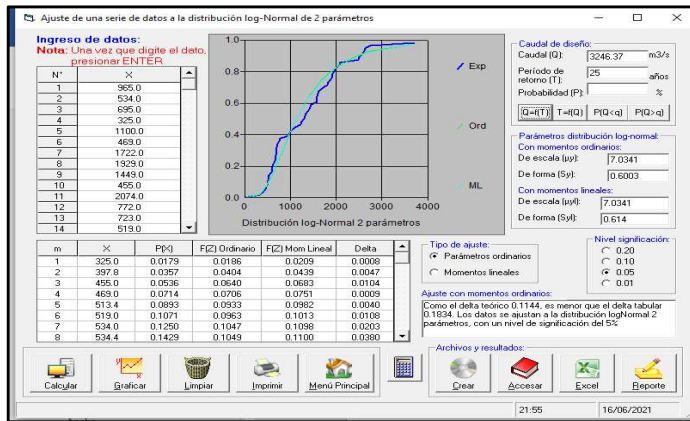 Ajuste de una serie de datos a la distribución log-Normal de 2 parámetros
Ingreso de datos:
Nota: Una vez que digite el dato,
presionar ENTER
N° X
1 965.0
2 534.0
3 695.0
4 325.0
5 1100.0
6 469.0
7 1722.0
8 1929.0
9 1449.0
10 455.0
11 2074.0
12 772.0
13 723.0
14 519.0
1.0
0.8
0.6
0.4
0.2
0.0
0 1000 2000 3000 4000
Distribución log-Normal 2 parámetros
Exp
Ord
ML
Caudal de diseño:
Caudal (Q): 3246.37 m3/s
Período de
retorno (T): 25 años
Probabilidad (P): %
Q=f(T) T=f(Q) P(Q<q) P(Q>q)
Parámetros distribución log-normal:
Con momentos ordinarios:
De escala (µy): 7.0341
De forma (Sy): 0.6003
Con momentos lineales:
De escala (µyl): 7.0341
De forma (Syl): 0.614
m X P(X) F(Z) Ordinario F(Z) Mom Lineal Delta
1 325.0 0.0179 0.0186 0.0209 0.0008
2 397.8 0.0357 0.0404 0.0439 0.0047
3 455.0 0.0536 0.0640 0.0683 0.0104
4 469.0 0.0714 0.0706 0.0751 0.0009
5 513.4 0.0893 0.0933 0.0982 0.0040
6 519.0 0.1071 0.0963 0.1013 0.0108
7 534.0 0.1250 0.1047 0.1098 0.0203
8 534.4 0.1429 0.1049 0.1100 0.0380
Tipo de ajuste:
Parámetros ordinarios
Momentos lineales
Nivel significación:
0.20
0.10
0.05
0.01
Ajuste con momentos ordinarios:
Como el delta teórico 0.1144, es menor que el delta tabular
0.1834. Los datos se ajustan a la distribución logNormal 2
parámetros, con un nivel de significación del 5%
Archivos y resultados:
Calcular Graficar Limpiar Imprimir Menú Principal Crear Accesar Excel Reporte
21:55 16/06/2021